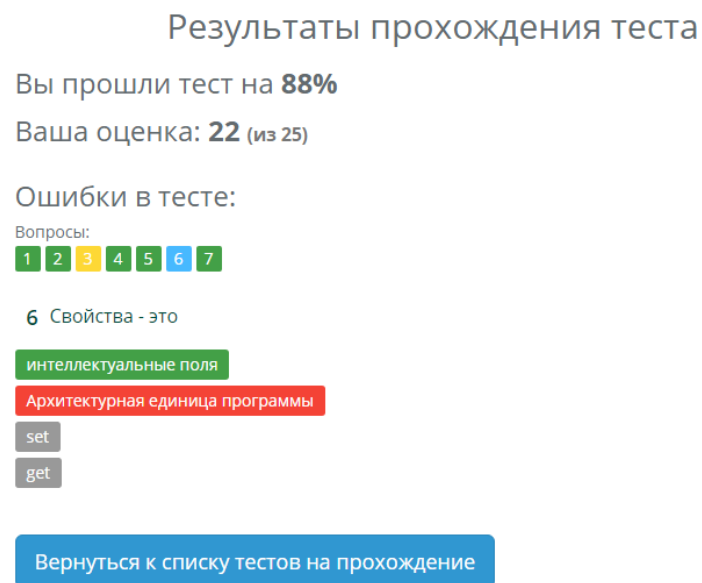 Результаты прохождения теста
Вы прошли тест на 88%
Ваша оценка: 22 (из 25)
Ошибки в тесте:
Вопросы:
1 2 3 4 5 6 7
6 Свойства - это
интеллектуальные поля
Архитектурная единица программы
set
get
Вернуться к списку тестов на прохождение